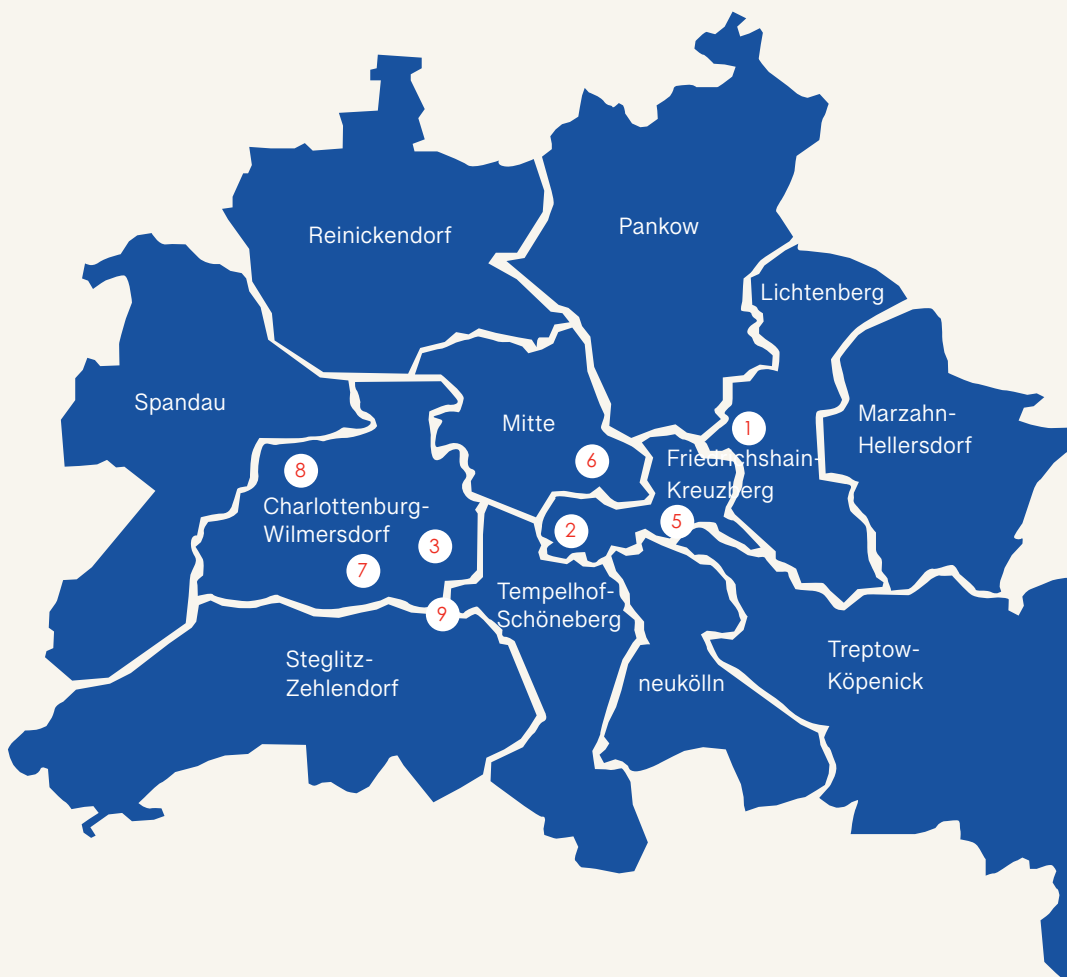 Pankow
Reinickendorf
Lichtenberg
Spandau
Marzahn-
Hellersdorf
Mitte
1
Friedrichshain-
Kreuzberg
6
8
Charlottenburg-
Wilmersdorf
5
2
3
7
Tempelhof-
Schöneberg
9
Treptow-
Köpenick
Steglitz-
Zehlendorf
neukölln